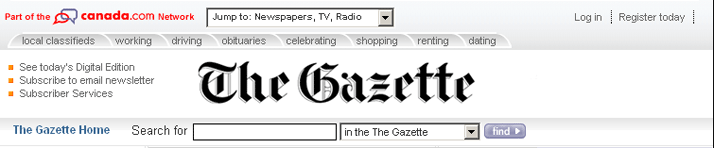 Part of the canada.com Network Jump to: Newspapers, TV, Radio Log in Register today
local classifieds working driving obituaries celebrating shopping renting dating
See today's Digital Edition
Subscribe to email newsletter
Subscriber Services
The Gazette
The Gazette Home Search for in the The Gazette find